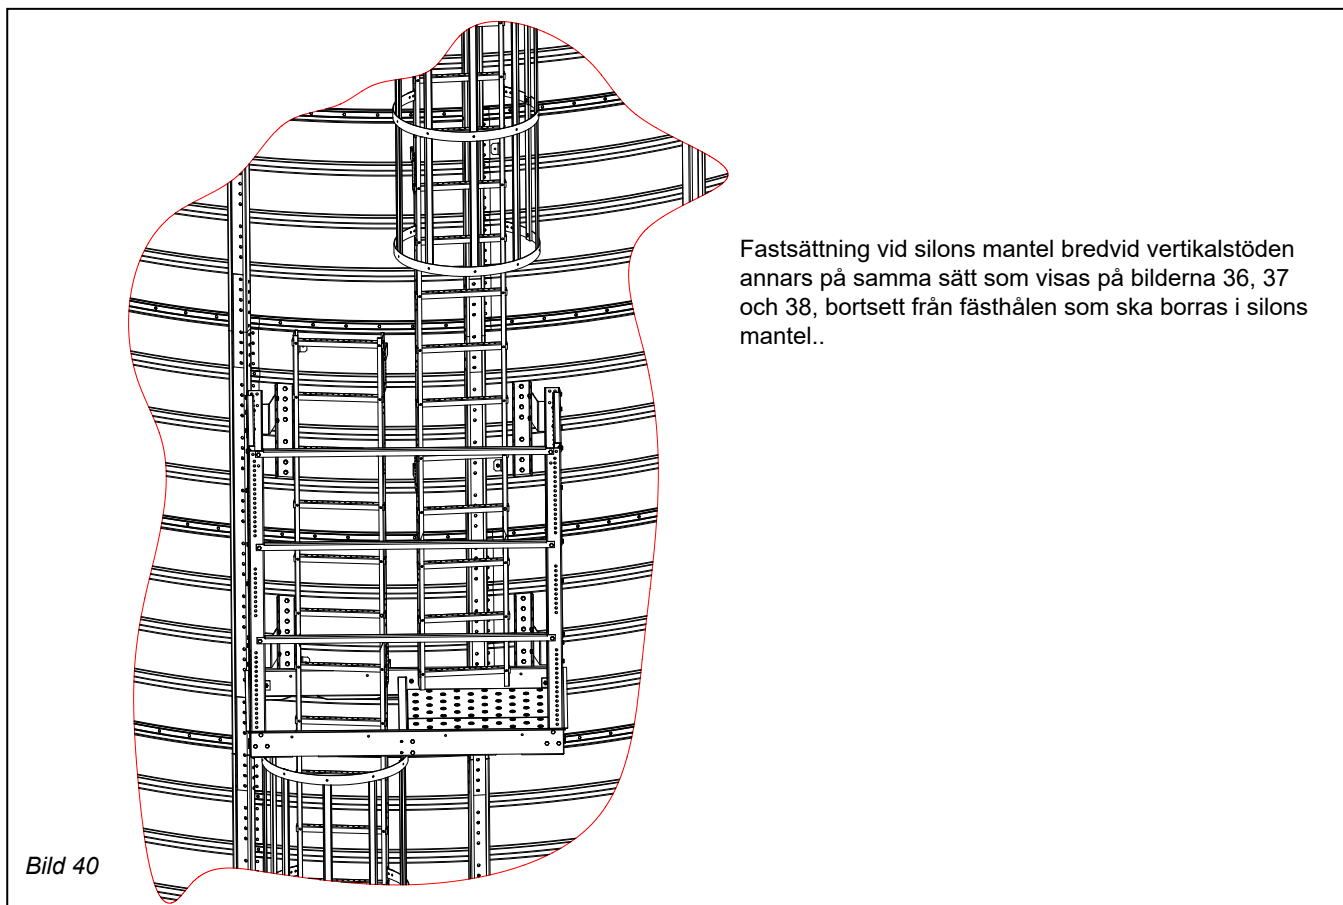 Fastsättning vid silons mantel bredvid vertikalstöden
annars på samma sätt som visas på bilderna 36, 37
och 38, bortsett från fästhålen som ska borras i silons
mantel..
Bild 40